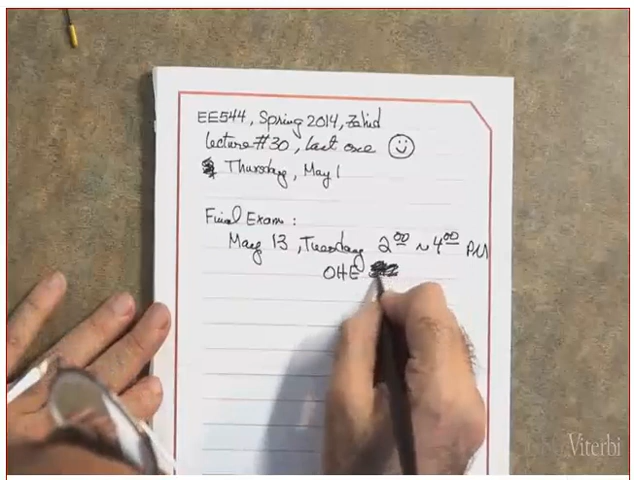 EE544, Spring 2014, Zahid
Lecture #30, Last one
Thursday, May 1
Final Exam:
May 13, Tuesday 2 00 ~ 4 00 PM
OHE
Viterbi